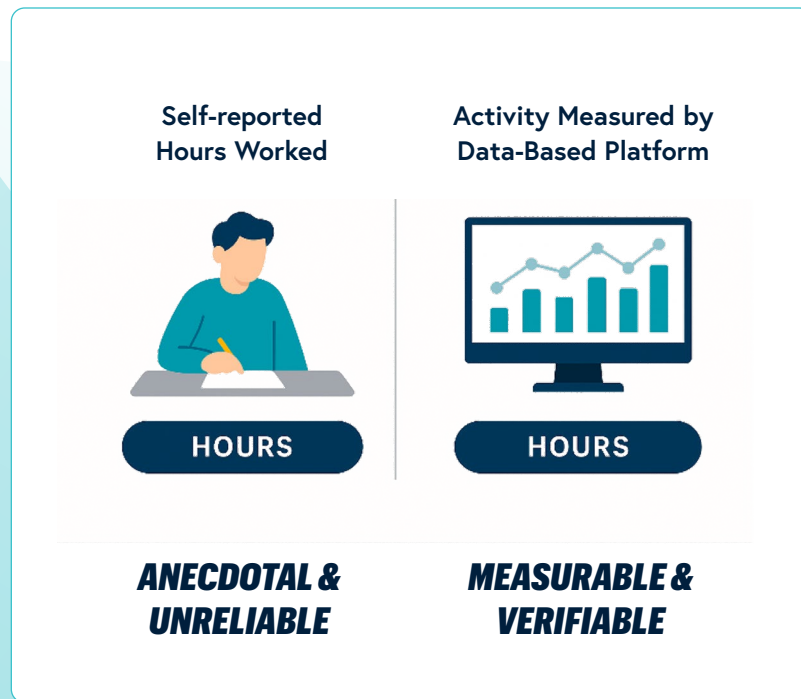 Self-reported
Hours Worked
HOURS
ANECDOTAL &
UNRELIABLE
Activity Measured by
Data-Based Platform
HOURS
MEASURABLE &
VERIFIABLE